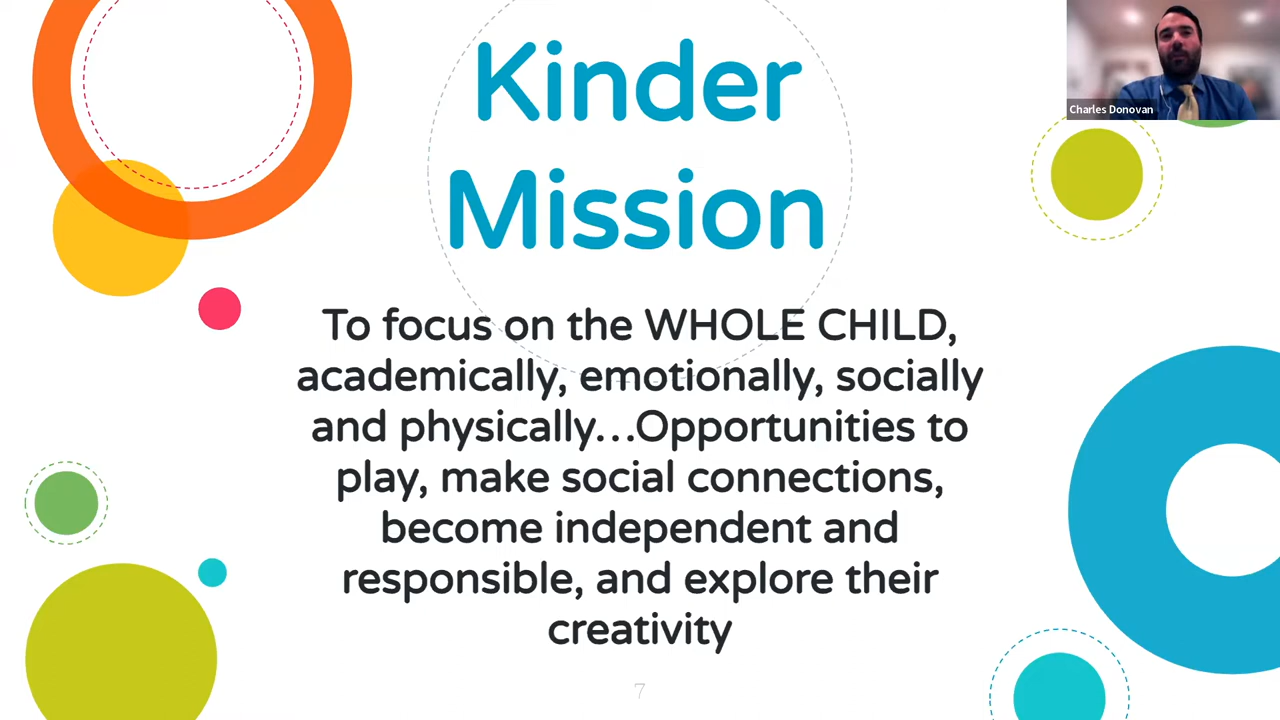 Kinder
Mission
Charles Donovan
To focus on the WHOLE CHILD,
academically, emotionally, socially
and physically...Opportunities to
play, make social connections,
become independent and
responsible, and explore their
creativity
7